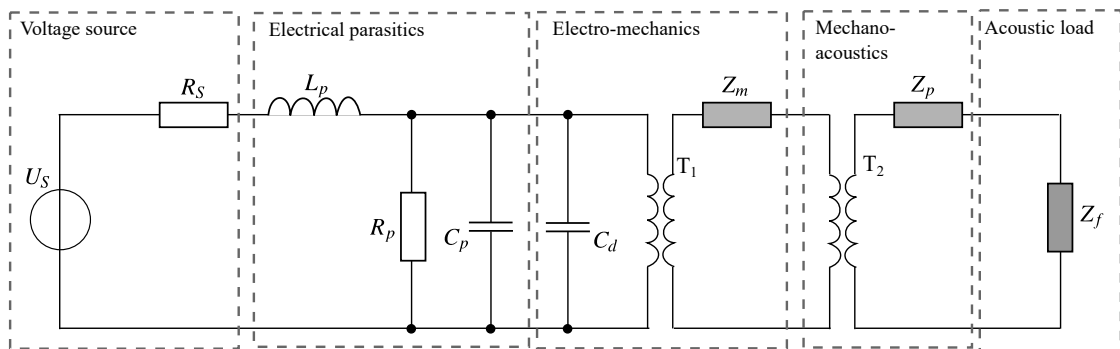 Voltage source
Electrical parasitics
Electro-mechanics
Mechano-
acoustics
Acoustic load
R_S
L_p
Z_m
Z_p
U_S
R_p
C_p
C_d
T_1
T_2
Z_f